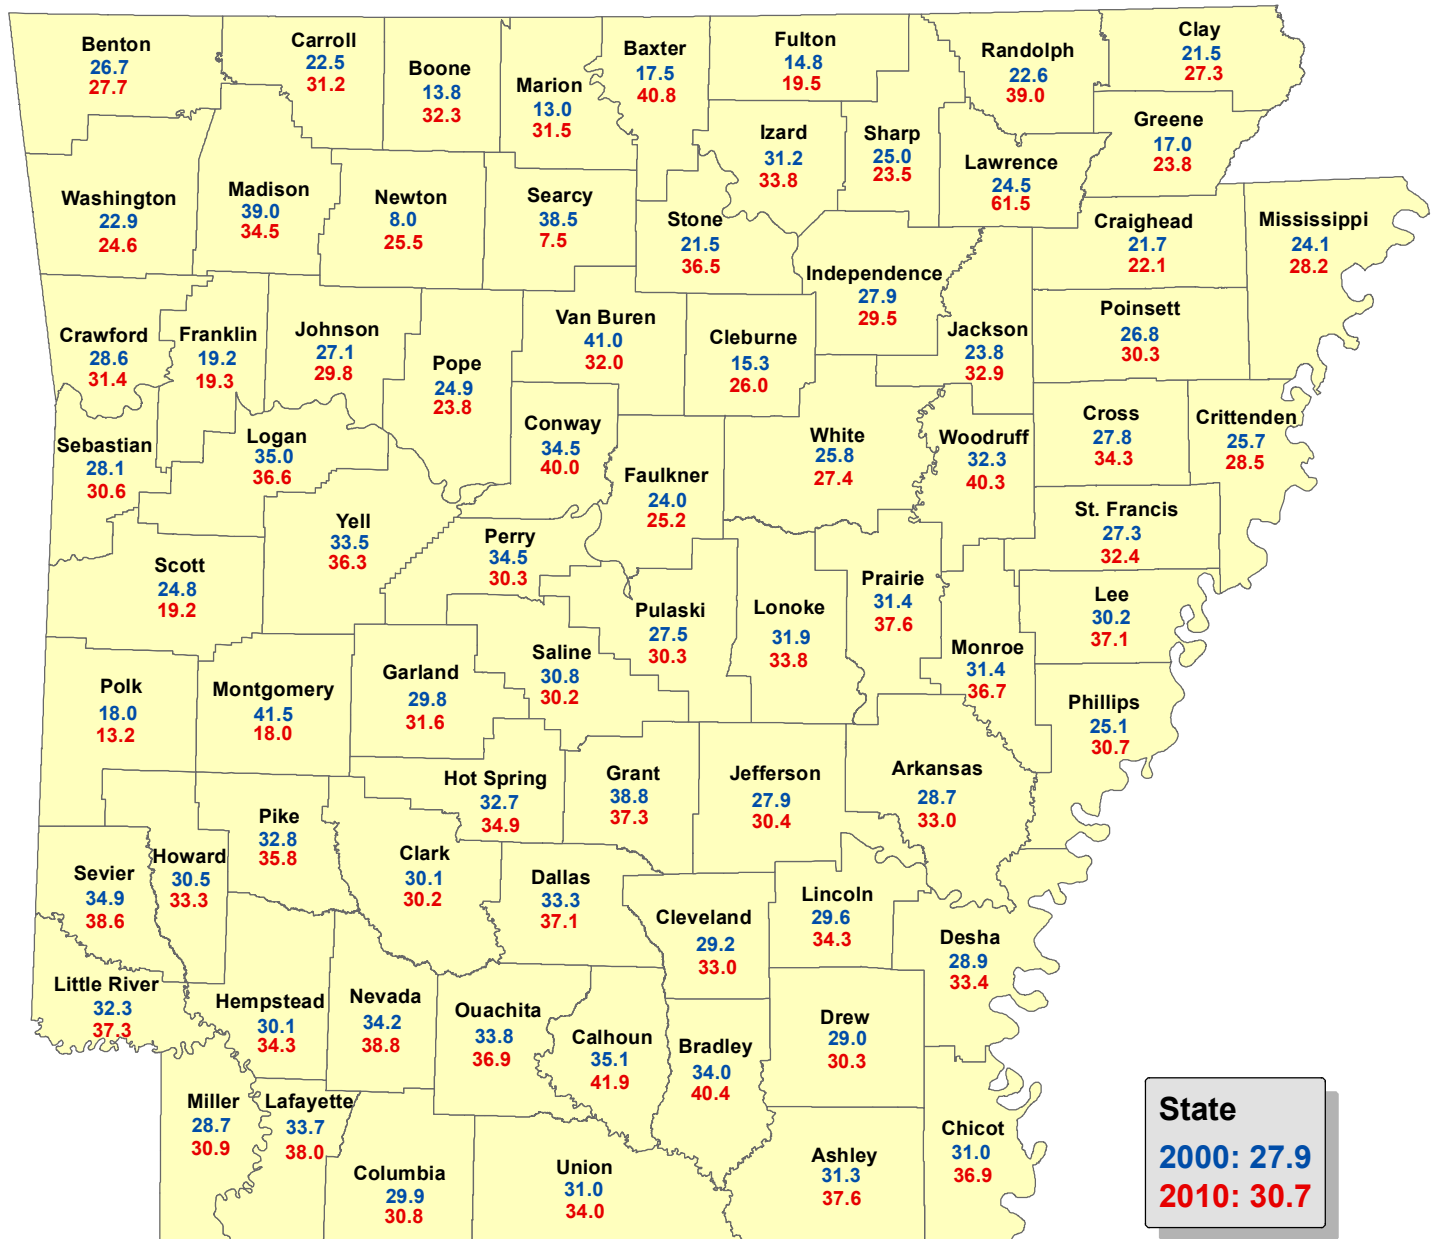 Benton
26.7
27.7
Carroll
22.5
31.2
Boone
13.8
32.3
Marion
13.0
31.5
Baxter
17.5
40.8
Fulton
14.8
19.5
Randolph
22.6
39.0
Clay
21.5
27.3
Greene
17.0
23.8
Izard
31.2
33.8
Sharp
25.0
23.5
Lawrence
24.5
61.5
Washington
22.9
24.6
Madison
39.0
34.5
Newton
8.0
25.5
Searcy
38.5
7.5
Stone
21.5
36.5
Craighead
21.7
22.1
Mississippi
24.1
28.2
Independence
27.9
29.5
Crawford
28.6
31.4
Franklin
19.2
19.3
Johnson
27.1
29.8
Pope
24.9
23.8
Van Buren
41.0
32.0
Cleburne
15.3
26.0
Jackson
23.8
32.9
Poinsett
26.8
30.3
Sebastian
28.1
30.6
Logan
35.0
36.6
Conway
34.5
40.0
White
25.8
27.4
Woodruff
32.3
40.3
Cross
27.8
34.3
Crittenden
25.7
28.5
Faulkner
24.0
25.2
Yell
33.5
36.3
Perry
34.5
30.3
St. Francis
27.3
32.4
Scott
24.8
19.2
Pulaski
27.5
30.3
Lonoke
31.9
33.8
Prairie
31.4
37.6
Lee
30.2
37.1
Monroe
31.4
36.7
Saline
30.8
30.2
Garland
29.8
31.6
Polk
18.0
13.2
Montgomery
41.5
18.0
Phillips
25.1
30.7
Hot Spring
32.7
34.9
Grant
38.8
37.3
Jefferson
27.9
30.4
Arkansas
28.7
33.0
Pike
32.8
35.8
Howard
30.5
33.3
Sevier
34.9
38.6
Clark
30.1
30.2
Dallas
33.3
37.1
Cleveland
29.2
33.0
Lincoln
29.6
34.3
Desha
28.9
33.4
Little River
32.3
37.3
Hempstead
30.1
34.3
Nevada
34.2
38.8
Ouachita
33.8
36.9
Calhoun
35.1
41.9
Bradley
34.0
40.4
Drew
29.0
30.3
Miller
28.7
30.9
Lafayette
33.7
38.0
Columbia
29.9
30.8
Union
31.0
34.0
Ashley
31.3
37.6
Chicot
31.0
36.9
State
2000: 27.9
2010: 30.7